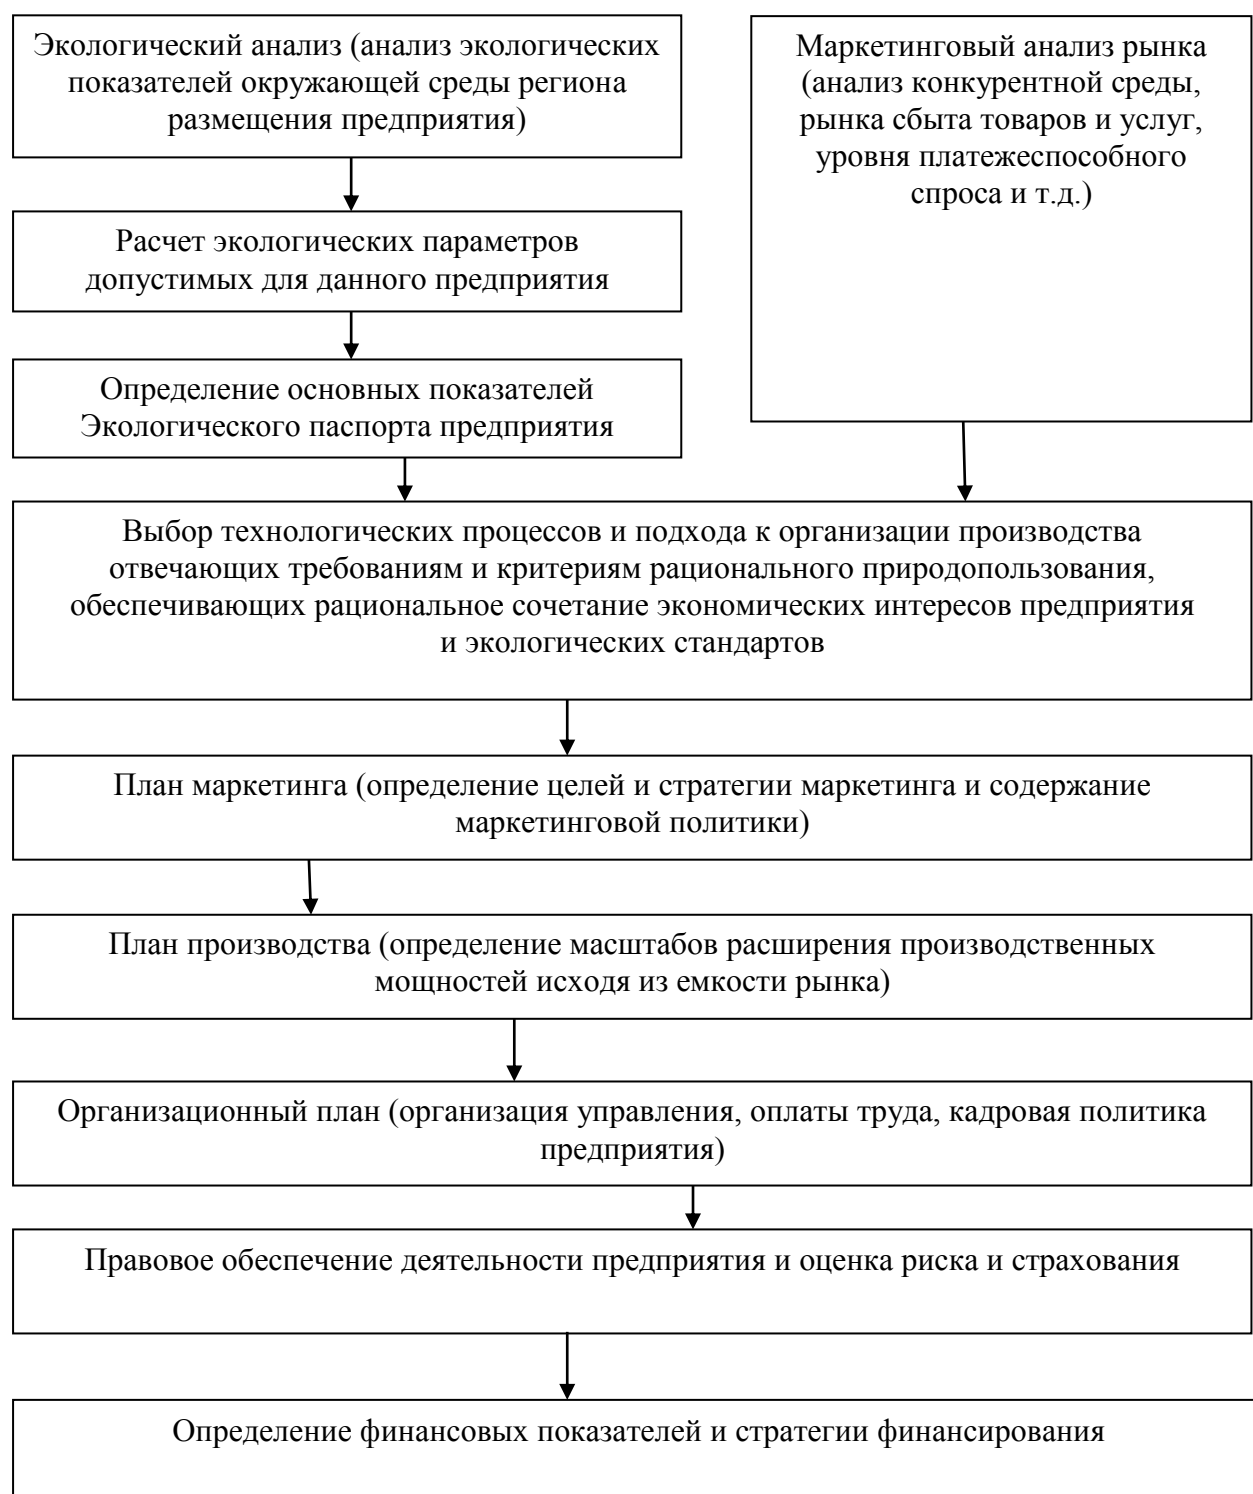 Экологический анализ (анализ экологических
показателей окружающей среды региона
размещения предприятия)
Маркетинговый анализ рынка
(анализ конкурентной среды,
рынка сбыта товаров и услуг,
уровня платежеспособного
спроса и т.д.)
Расчет экологических параметров
допустимых для данного предприятия
Определение основных показателей
Экологического паспорта предприятия
Выбор технологических процессов и подхода к организации производства
отвечающих требованиям и критериям рационального природопользования,
обеспечивающих рациональное сочетание экономических интересов предприятия
и экологических стандартов
План маркетинга (определение целей и стратегии маркетинга и содержание
маркетинговой политики)
План производства (определение масштабов расширения производственных
мощностей исходя из емкости рынка)
Организационный план (организация управления, оплаты труда, кадровая политика
предприятия)
Правовое обеспечение деятельности предприятия и оценка риска и страхования
Определение финансовых показателей и стратегии финансирования